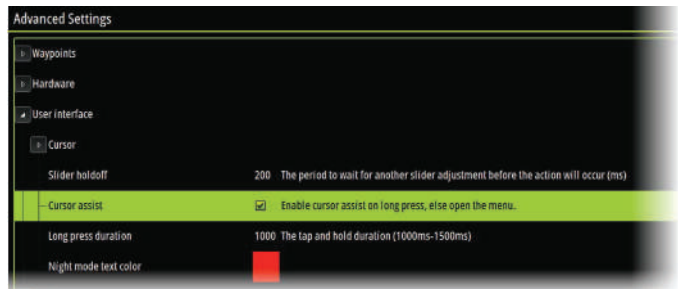 Advanced Settings
Waypoints
Hardware
User interface
Cursor
Slider holdoff 200 The period to wait for another slider adjustment before the action will occur (ms)
Cursor assist Enable cursor assist on long press, else open the menu.
Long press duration 1000 The tap and hold duration (1000ms-1500ms)
Night mode text color